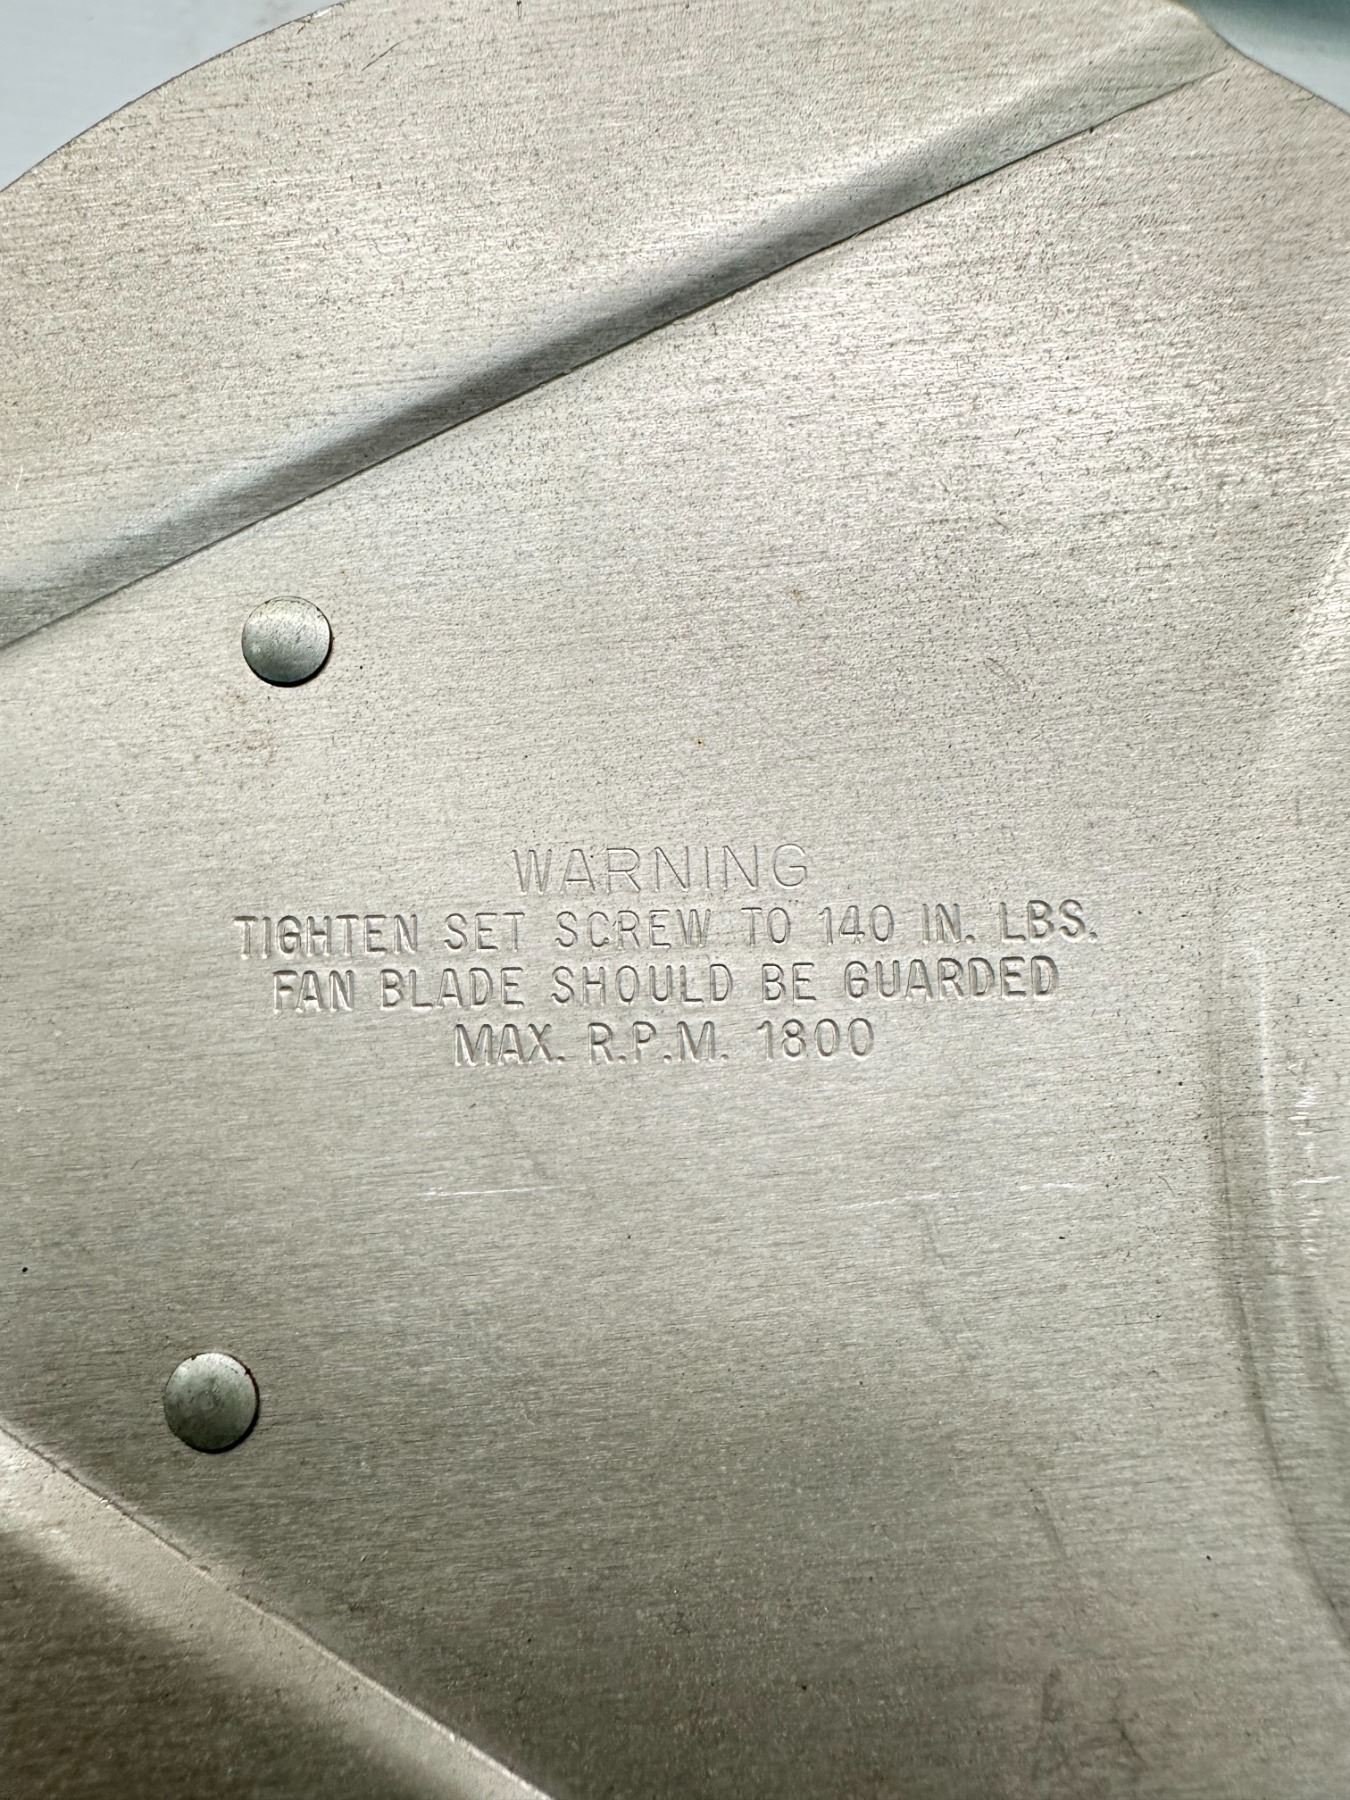 WARNING
TIGHTEN SET SCREW TO 140 IN. LBS.
FAN BLADE SHOULD BE GUARDED
MAX. R.P.M. 1800